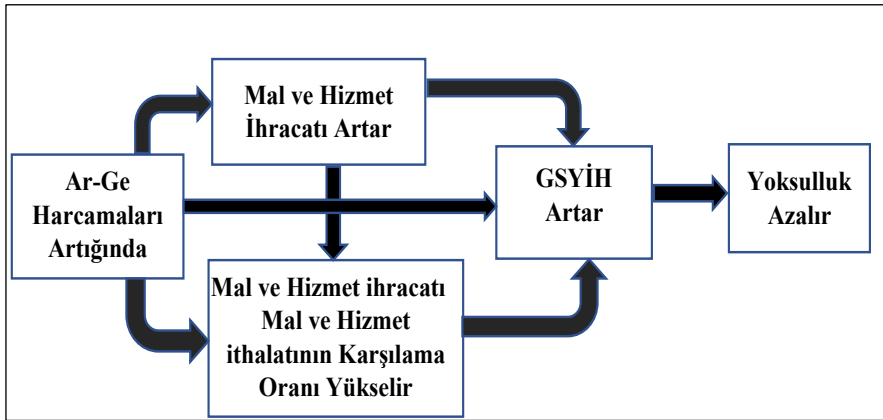 Mal ve Hizmet
İhracatı Artar
Ar-Ge
Harcamaları
Artığında
GSYİH
Artar
Yoksulluk
Azalır
Mal ve Hizmet ihracatı
Mal ve Hizmet
ithalatının Karşılama
Oranı Yükselir